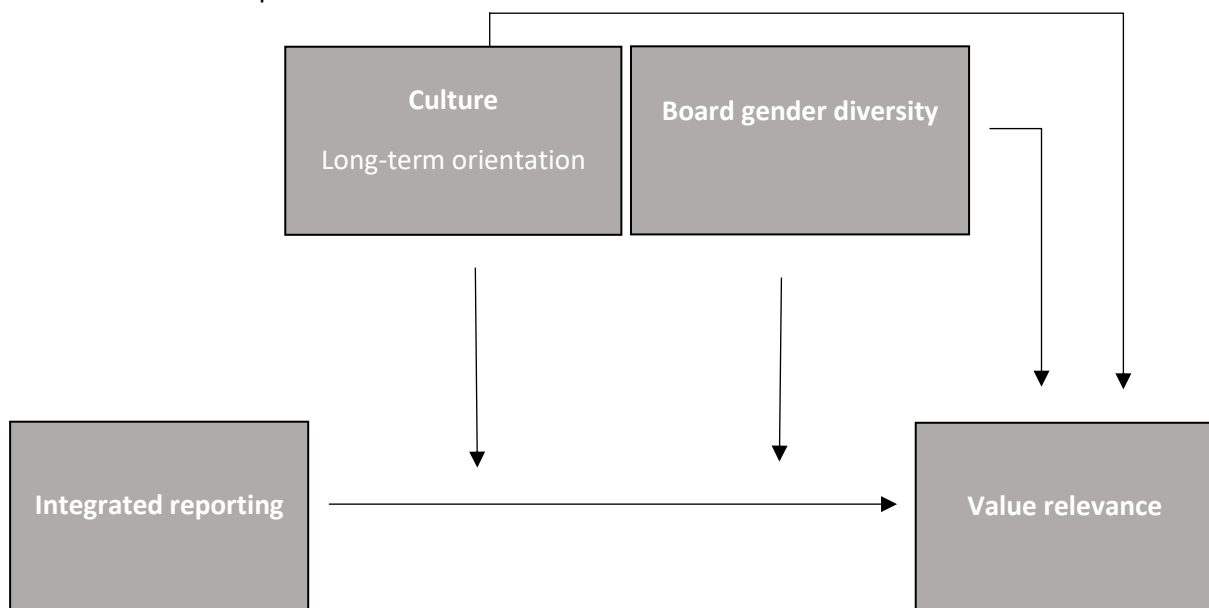 Culture
Long-term orientation
Board gender diversity
Integrated reporting
Value relevance